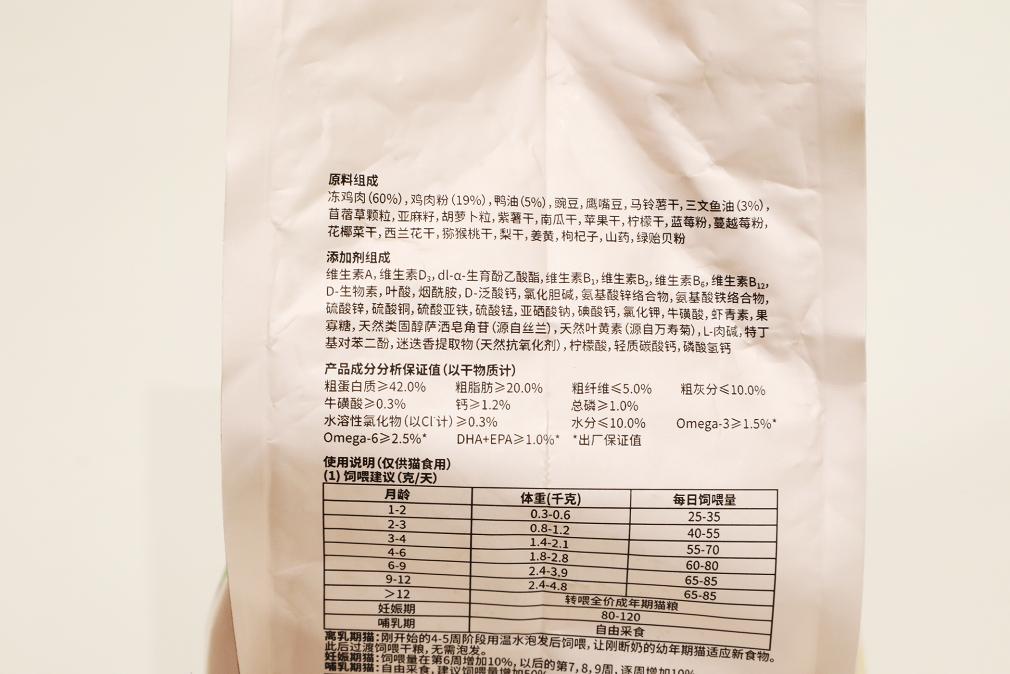 原料组成
冻鸡肉(60%),鸡肉粉(19%),鸭油(5%),豌豆,鹰嘴豆,马铃薯干,三文鱼油(3%),
苜蓿草颗粒,亚麻籽,胡萝卜粒,紫薯干,南瓜干,苹果干,柠檬干,蓝莓粉,蔓越莓粉,
花椰菜干,西兰花干,猕猴桃干,梨干,姜黄,枸杞子,山药,绿贻贝粉
添加剂组成
维生素A,维生素D₃,dl-α-生育酚乙酸酯,维生素B₁,维生素B₂,维生素B₆,维生素B₁₂,
D-生物素,叶酸,烟酰胺,D-泛酸钙,氯化胆碱,氨基酸锌络合物,氨基酸铁络合物,
硫酸锌,硫酸铜,硫酸亚铁,硫酸锰,亚硒酸钠,碘酸钙,氯化钾,牛磺酸,虾青素,果
寡糖,天然类固醇萨洒皂角苷(源自丝兰),天然叶黄素(源自万寿菊),L-肉碱,特丁
基对苯二酚,迷迭香提取物(天然抗氧化剂),柠檬酸,轻质碳酸钙,磷酸氢钙
产品成分分析保证值(以干物质计)
粗蛋白质≥42.0% 粗脂肪≥20.0% 粗纤维≤5.0% 粗灰分≤10.0%
牛磺酸≥0.3% 钙≥1.2% 总磷≥1.0%
水溶性氯化物(以Cl⁻计)≥0.3% 水分≤10.0% Omega-3≥1.5%*
Omega-6≥2.5%* DHA+EPA≥1.0%* *出厂保证值
使用说明(仅供猫食用)
(1) 饲喂建议(克/天)
月龄 体重(千克) 每日饲喂量
1-2 0.3-0.6 25-35
2-3 0.8-1.2 40-55
3-4 1.4-2.1 55-70
4-6 1.8-2.8 60-80
6-9 2.4-3.9 65-85
9-12 2.4-4.8 65-85
>12 转喂全价成年期猫粮
妊娠期 80-120
哺乳期 自由采食
离乳期猫:刚开始的4-5周阶段用温水泡发后饲喂,让刚断奶的幼年期猫适应新食物。
此后过渡饲喂干粮,无需泡发。
妊娠期猫:饲喂量在第6周增加10%,以后的第7,8,9周,逐周增加10%
哺乳期猫:自由采食,建议饲喂量增加50%